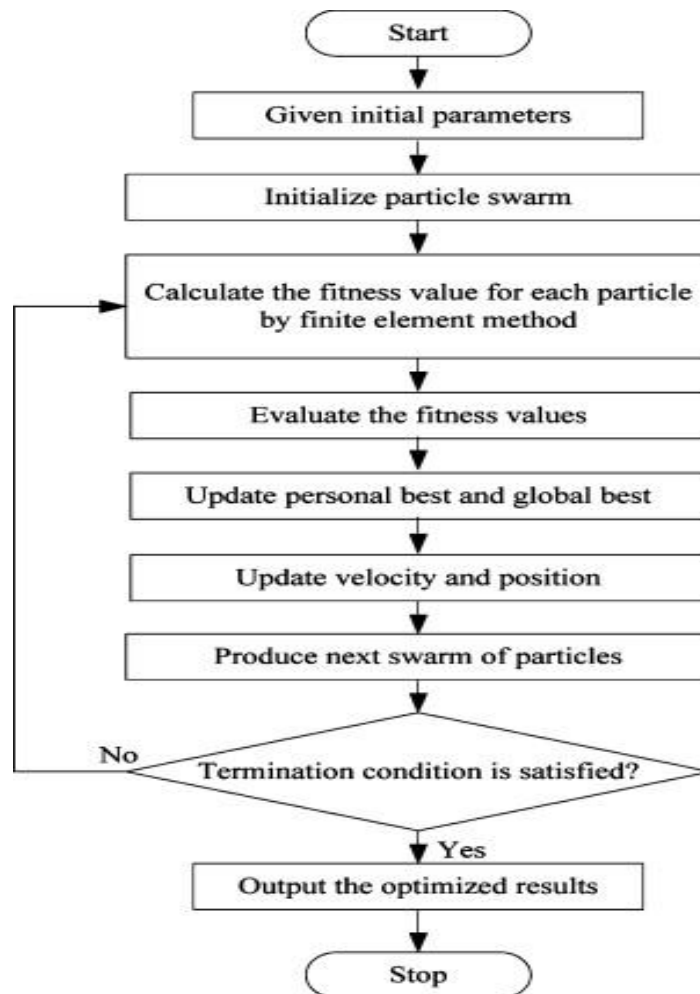 Start
Given initial parameters
Initialize particle swarm
Calculate the fitness value for each particle
by finite element method
Evaluate the fitness values
Update personal best and global best
Update velocity and position
Produce next swarm of particles
No
Termination condition is satisfied?
Yes
Output the optimized results
Stop